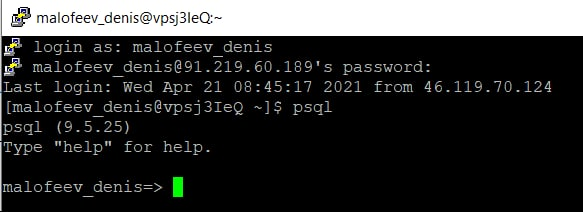 malofeev_denis@vpsj3IeQ:~
login as: malofeev_denis
malofeev_denis@91.219.60.189's password:
Last login: Wed Apr 21 08:45:17 2021 from 46.119.70.124
[malofeev_denis@vpsj3IeQ ~]$ psql
psql (9.5.25)
Type "help" for help.
malofeev_denis=>